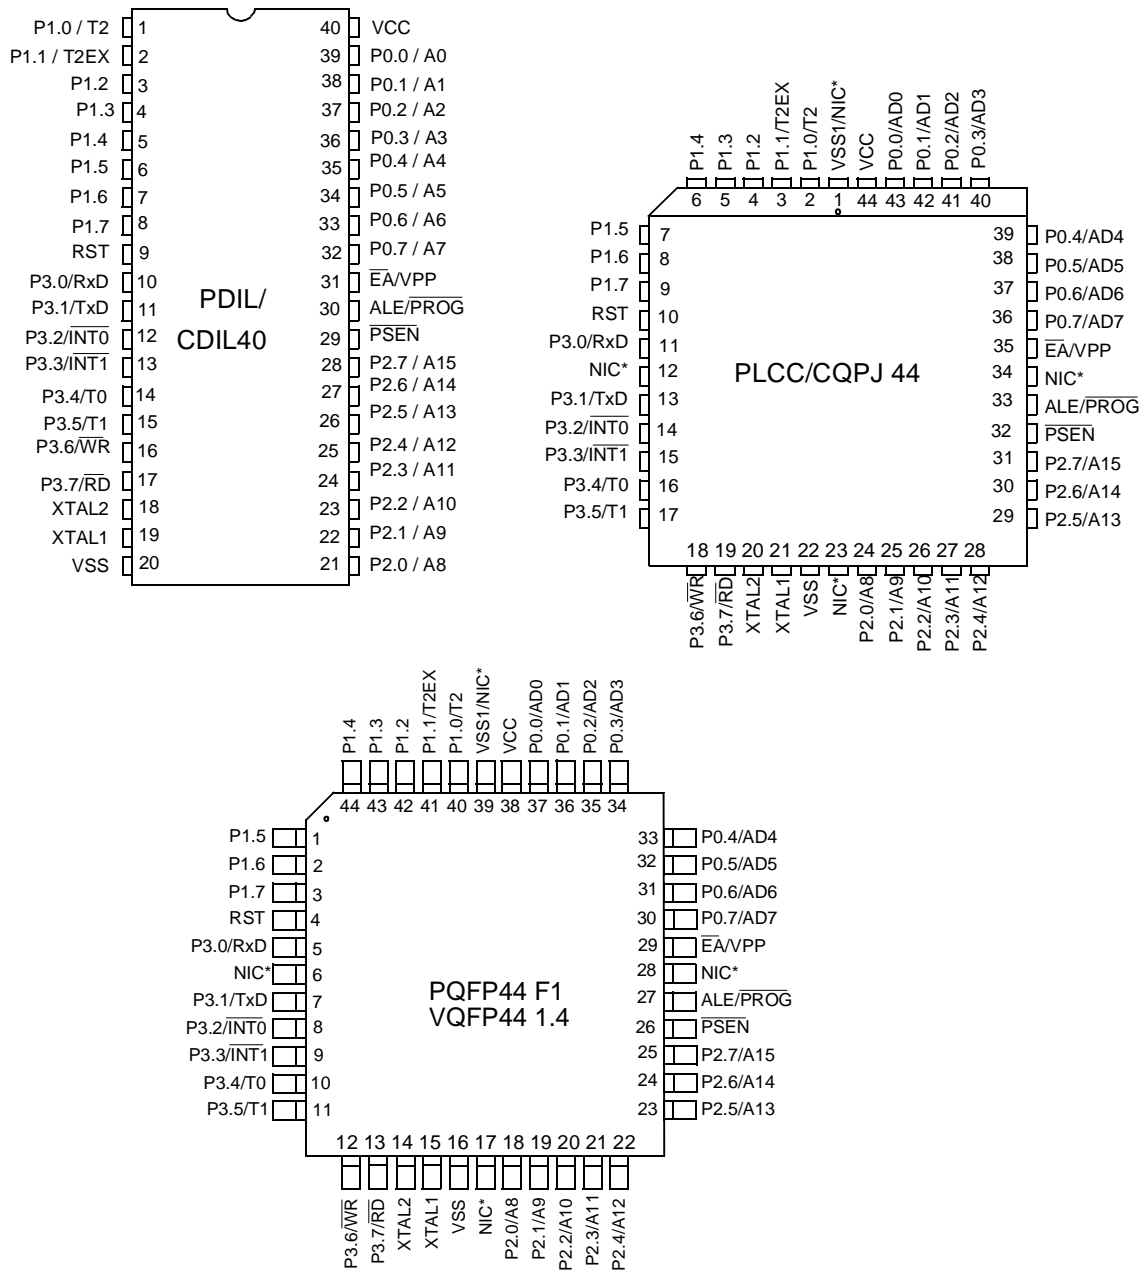 P1.0 / T2 1 40 VCC
P1.1 / T2EX 2 39 P0.0 / A0
P1.2 3 38 P0.1 / A1
P1.3 4 37 P0.2 / A2
P1.4 5 36 P0.3 / A3
P1.5 6 35 P0.4 / A4
P1.6 7 34 P0.5 / A5
P1.7 8 33 P0.6 / A6
RST 9 32 P0.7 / A7
P3.0/RxD 10 31 E̅A̅/VPP
P3.1/TxD 11 30 ALE/P̅R̅O̅G̅
P3.2/I̅N̅T̅0̅ 12 29 P̅S̅E̅N̅
P3.3/I̅N̅T̅1̅ 13 28 P2.7 / A15
P3.4/T0 14 27 P2.6 / A14
P3.5/T1 15 26 P2.5 / A13
P3.6/W̅R̅ 16 25 P2.4 / A12
P3.7/R̅D̅ 17 24 P2.3 / A11
XTAL2 18 23 P2.2 / A10
XTAL1 19 22 P2.1 / A9
VSS 20 21 P2.0 / A8
PDIL/
CDIL40
P1.4 P1.3 P1.2 P1.1/T2EX P1.0/T2 VSS1/NIC* VCC P0.0/AD0 P0.1/AD1 P0.2/AD2 P0.3/AD3
6 5 4 3 2 1 44 43 42 41 40
P1.5 7 39 P0.4/AD4
P1.6 8 38 P0.5/AD5
P1.7 9 37 P0.6/AD6
RST 10 36 P0.7/AD7
P3.0/RxD 11 35 E̅A̅/VPP
NIC* 12 34 NIC*
P3.1/TxD 13 33 ALE/P̅R̅O̅G̅
P3.2/I̅N̅T̅0̅ 14 32 P̅S̅E̅N̅
P3.3/I̅N̅T̅1̅ 15 31 P2.7/A15
P3.4/T0 16 30 P2.6/A14
P3.5/T1 17 29 P2.5/A13
PLCC/CQPJ 44
18 19 20 21 22 23 24 25 26 27 28
P3.6/W̅R̅ P3.7/R̅D̅ XTAL2 XTAL1 VSS NIC* P2.0/A8 P2.1/A9 P2.2/A10 P2.3/A11 P2.4/A12
P1.4 P1.3 P1.2 P1.1/T2EX P1.0/T2 VSS1/NIC* VCC P0.0/AD0 P0.1/AD1 P0.2/AD2 P0.3/AD3
44 43 42 41 40 39 38 37 36 35 34
P1.5 1 33 P0.4/AD4
P1.6 2 32 P0.5/AD5
P1.7 3 31 P0.6/AD6
RST 4 30 P0.7/AD7
P3.0/RxD 5 29 E̅A̅/VPP
NIC* 6 28 NIC*
P3.1/TxD 7 27 ALE/P̅R̅O̅G̅
P3.2/I̅N̅T̅0̅ 8 26 P̅S̅E̅N̅
P3.3/I̅N̅T̅1 9 25 P2.7/A15
P3.4/T0 10 24 P2.6/A14
P3.5/T1 11 23 P2.5/A13
PQFP44 F1
VQFP44 1.4
12 13 14 15 16 17 18 19 20 21 22
P3.6/W̅R̅ P3.7/R̅D̅ XTAL2 XTAL1 VSS NIC* P2.0/A8 P2.1/A9 P2.2/A10 P2.3/A11 P2.4/A12